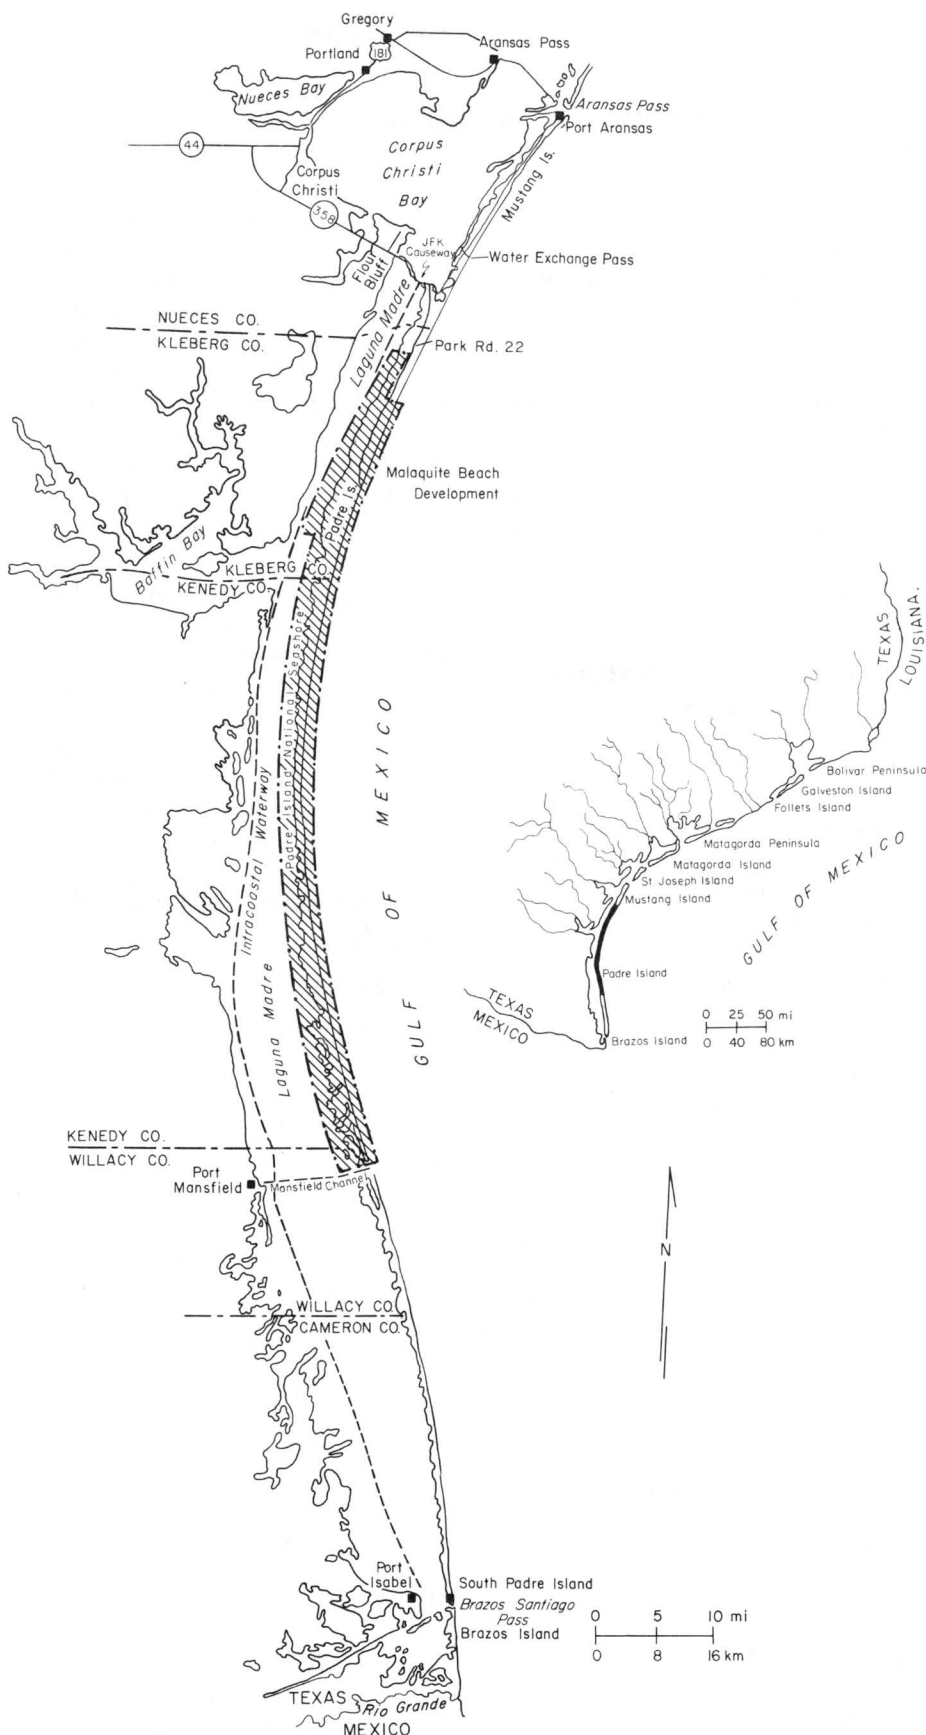 Gregory
181
Aransas Pass
Portland
Nueces Bay
Aransas Pass
Port Aransas
44
Corpus
Christi
Bay
Corpus
Christi
Mustang Is.
358
JFK
Causeway
Water Exchange Pass
Flour
Bluff
Laguna Madre
NUECES CO.
KLEBERG CO.
Park Rd. 22
Malaquite Beach
Development
Padre Is.
Baffin Bay
KLEBERG CO.
KENEDY CO.
Padre Island National Seashore
Intracoastal Waterway
Laguna Madre
GULF OF MEXICO
TEXAS
LOUISIANA.
Bolivar Peninsula
Galveston Island
Follets Island
Matagorda Peninsula
Matagorda Island
St. Joseph Island
Mustang Island
GULF OF MEXICO
Padre Island
TEXAS
MEXICO
0 25 50 mi
0 40 80 km
Brazos Island
KENEDY CO.
WILLACY CO.
Port
Mansfield
Mansfield Channel
N
WILLACY CO.
CAMERON CO.
Port
Isabel
South Padre Island
Brazos Santiago
Pass
Brazos Island
0 5 10 mi
0 8 16 km
TEXAS
Rio Grande
MEXICO